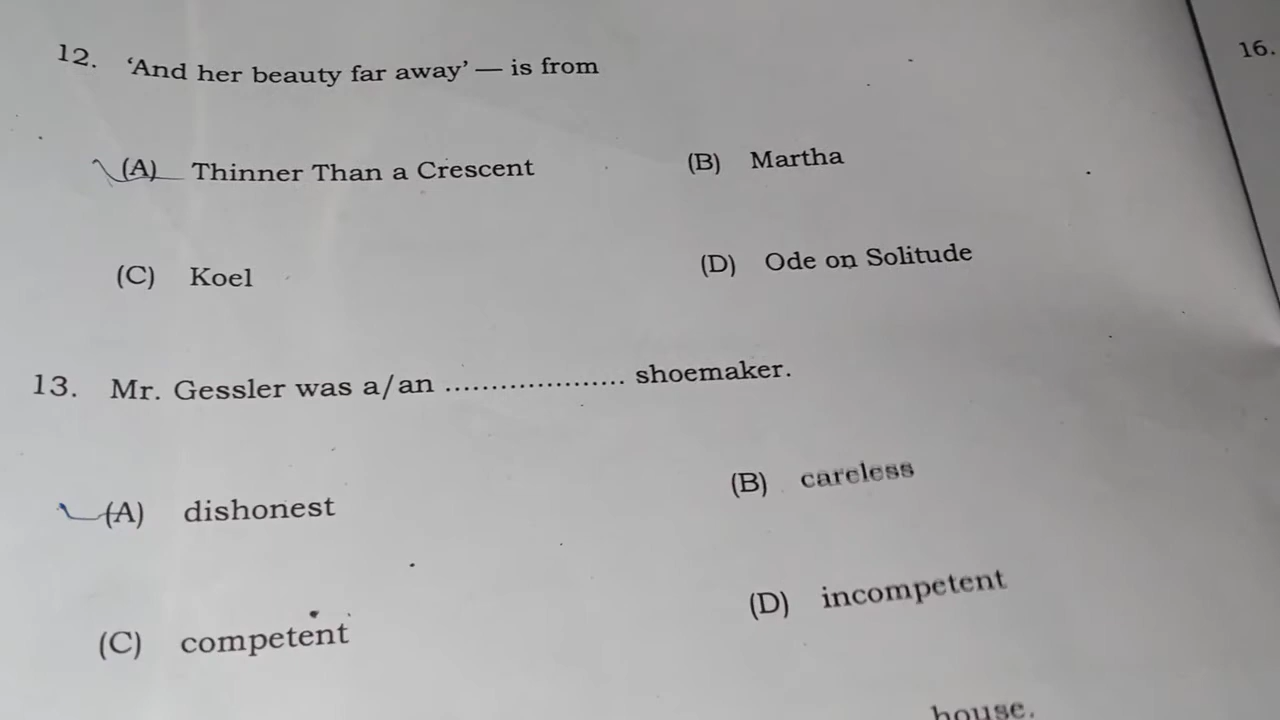 12. ‘And her beauty far away’ — is from
16.
(A) Thinner Than a Crescent (B) Martha
(C) Koel (D) Ode on Solitude
13. Mr. Gessler was a/an .................... shoemaker.
(A) dishonest (B) careless
(C) competent (D) incompetent
house.